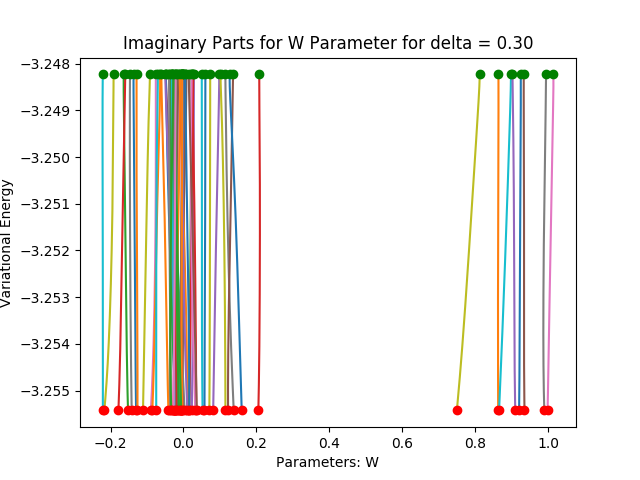 Imaginary Parts for W Parameter for delta = 0.30
−3.248
−3.249
−3.250
−3.251
−3.252
−3.253
−3.254
−3.255
Variational Energy
−0.2 0.0 0.2 0.4 0.6 0.8 1.0
Parameters: W